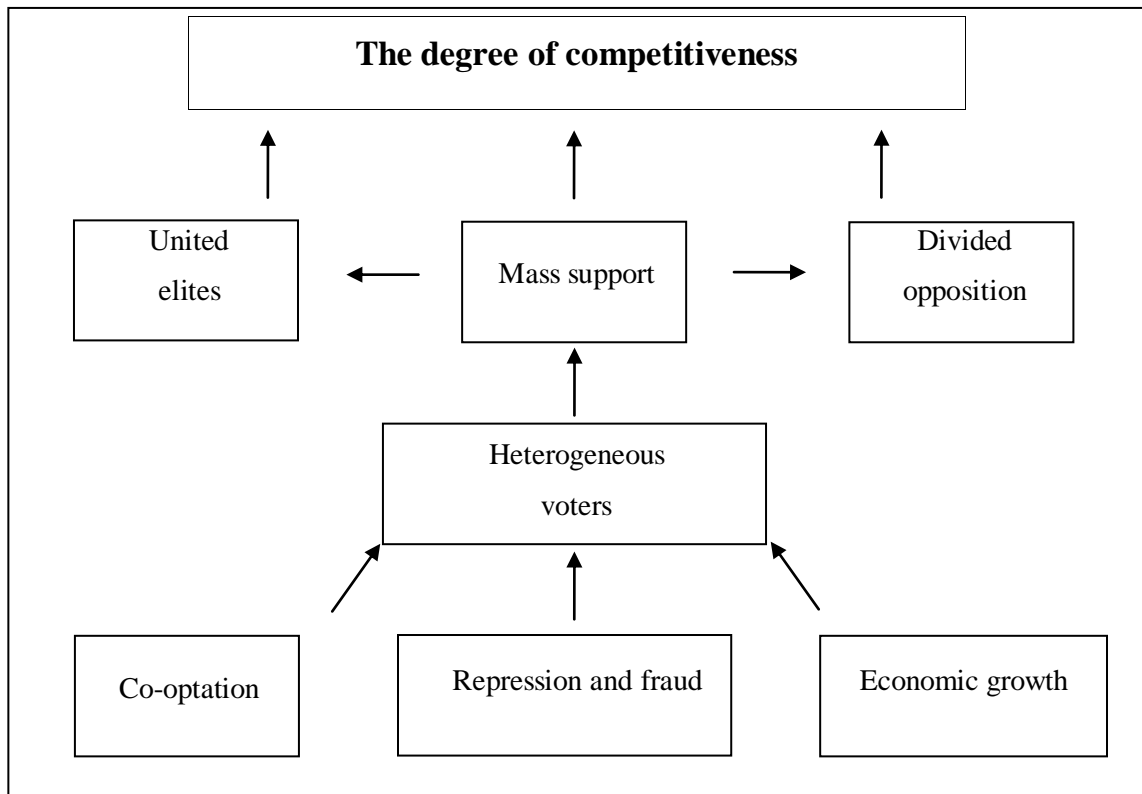 The degree of competitiveness
United
elites
Mass support
Divided
opposition
Heterogeneous
voters
Co-optation
Repression and fraud
Economic growth